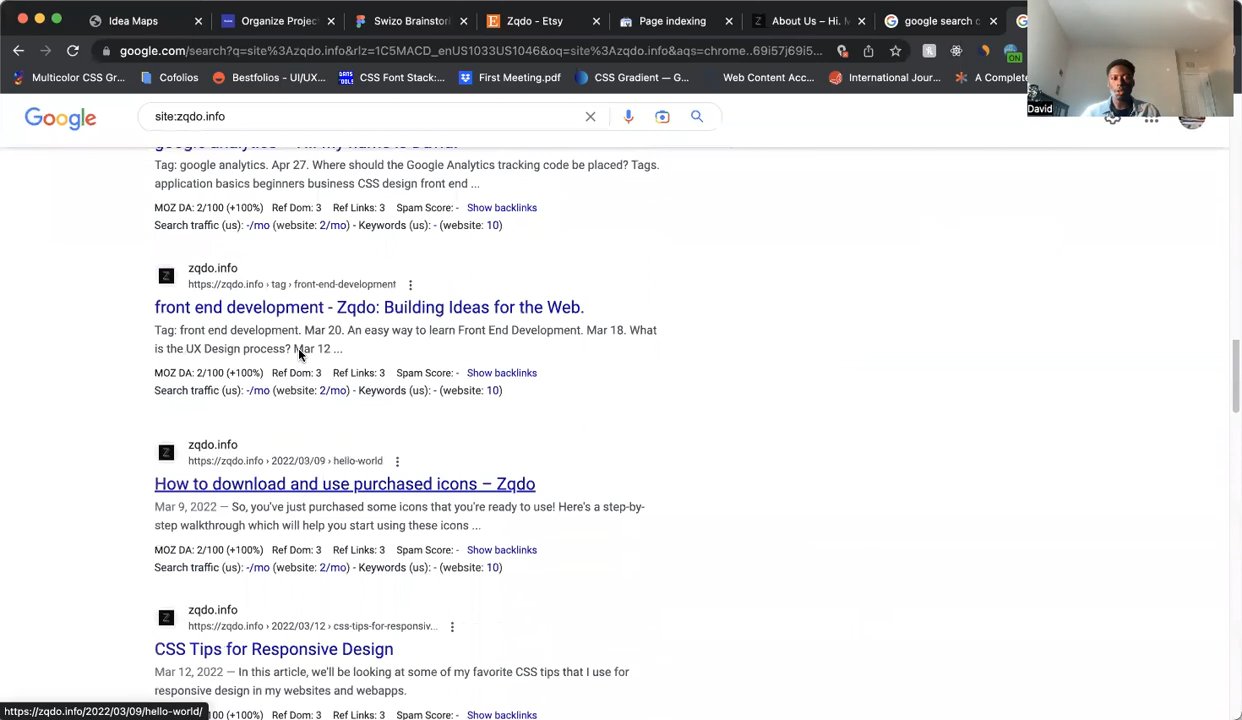 Idea Maps
Organize Projec
Swizo Brainstor
Zqdo - Etsy
Page indexing
About Us – Hi. M
google search c
google.com/search?q=site%3Azqdo.info&rlz=1C5MACD_enUS1033US1046&oq=site%3Azqdo.info&aqs=chrome..69i57j69i5...
ON
Multicolor CSS Gr...
Cofolios
Bestfolios - UI/UX...
CSS Font Stack:...
First Meeting.pdf
CSS Gradient — G...
Web Content Acc...
International Jour...
A Complete
David
Google
site:zqdo.info
google analytics – Hi. My name is David.
Tag: google analytics. Apr 27. Where should the Google Analytics tracking code be placed? Tags.
application basics beginners business CSS design front end ...
MOZ DA: 2/100 (+100%) Ref Dom: 3 Ref Links: 3 Spam Score: - Show backlinks
Search traffic (us): -/mo (website: 2/mo) - Keywords (us): - (website: 10)
zqdo.info
https://zqdo.info › tag › front-end-development
front end development - Zqdo: Building Ideas for the Web.
Tag: front end development. Mar 20. An easy way to learn Front End Development. Mar 18. What
is the UX Design process? Mar 12 ...
MOZ DA: 2/100 (+100%) Ref Dom: 3 Ref Links: 3 Spam Score: - Show backlinks
Search traffic (us): -/mo (website: 2/mo) - Keywords (us): - (website: 10)
zqdo.info
https://zqdo.info › 2022/03/09 › hello-world
How to download and use purchased icons – Zqdo
Mar 9, 2022 — So, you've just purchased some icons that you're ready to use! Here's a step-by-
step walkthrough which will help you start using these icons ...
MOZ DA: 2/100 (+100%) Ref Dom: 3 Ref Links: 3 Spam Score: - Show backlinks
Search traffic (us): -/mo (website: 2/mo) - Keywords (us): - (website: 10)
zqdo.info
https://zqdo.info › 2022/03/12 › css-tips-for-responsiv...
CSS Tips for Responsive Design
Mar 12, 2022 — In this article, we'll be looking at some of my favorite CSS tips that I use for
responsive design in my websites and webapps.
https://zqdo.info/2022/03/09/hello-world/
00 (+100%) Ref Dom: 3 Ref Links: 3 Spam Score: - Show backlinks